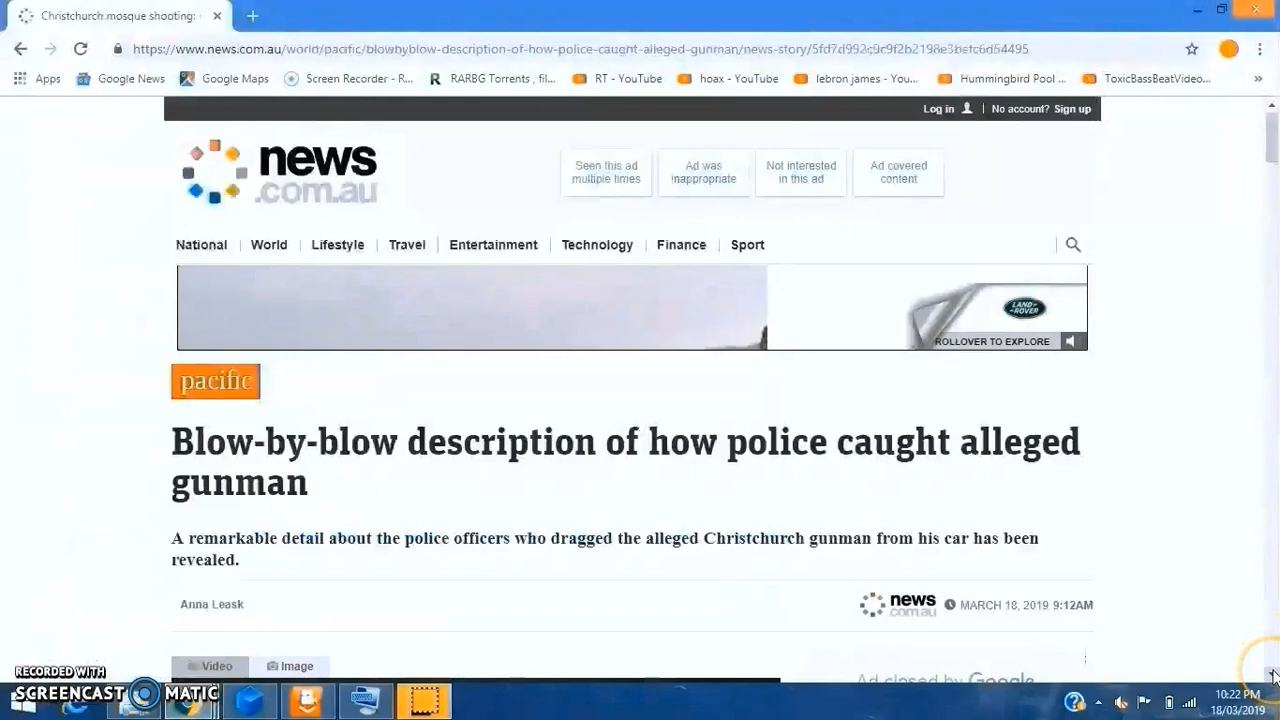 Christchurch mosque shooting:
https://www.news.com.au/world/pacific/blowbyblow-description-of-how-police-caught-alleged-gunman/news-story/5fd7d992c9c9f2b2198e3befc6d54495
Apps Google News Google Maps Screen Recorder - R... RARBG Torrents , fil... RT - YouTube hoax - YouTube lebron james - You... Hummingbird Pool ... ToxicBassBeatVideo...
Log in No account? Sign up
news
.com.au
Seen this ad multiple times
Ad was inappropriate
Not interested in this ad
Ad covered content
National World Lifestyle Travel Entertainment Technology Finance Sport
LAND ROVER
ROLLOVER TO EXPLORE
pacific
Blow-by-blow description of how police caught alleged
gunman
A remarkable detail about the police officers who dragged the alleged Christchurch gunman from his car has been
revealed.
Anna Leask
news
.com.au
MARCH 18, 2019 9:12AM
Video Image
Ad closed by Google
RECORDED WITH
SCREENCAST MATIC
10:22 PM
18/03/2019